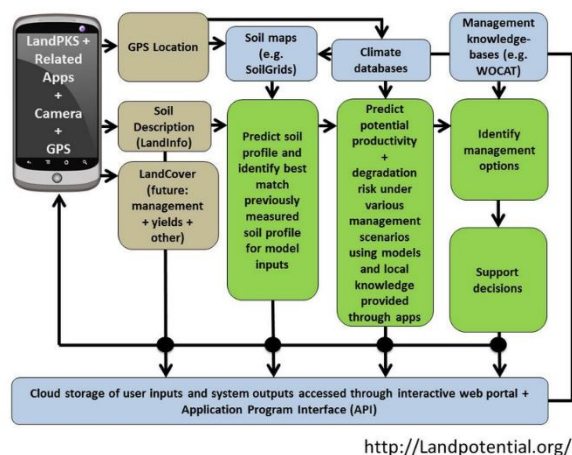 LandPKS +
Related
Apps
+
Camera
+
GPS
GPS Location
Soil maps
(e.g.
SoilGrids)
Climate
databases
Management
knowledge-
bases (e.g.
WOCAT)
Soil
Description
(LandInfo)
LandCover
(future:
management
+ yields +
other)
Predict soil
profile and
identify best
match
previously
measured
soil profile
for model
inputs
Predict
potential
productivity
+
degradation
risk under
various
management
scenarios
using models
and local
knowledge
provided
through apps
Identify
management
options
Support
decisions
Cloud storage of user inputs and system outputs accessed through interactive web portal +
Application Program Interface (API)
http://Landpotential.org/